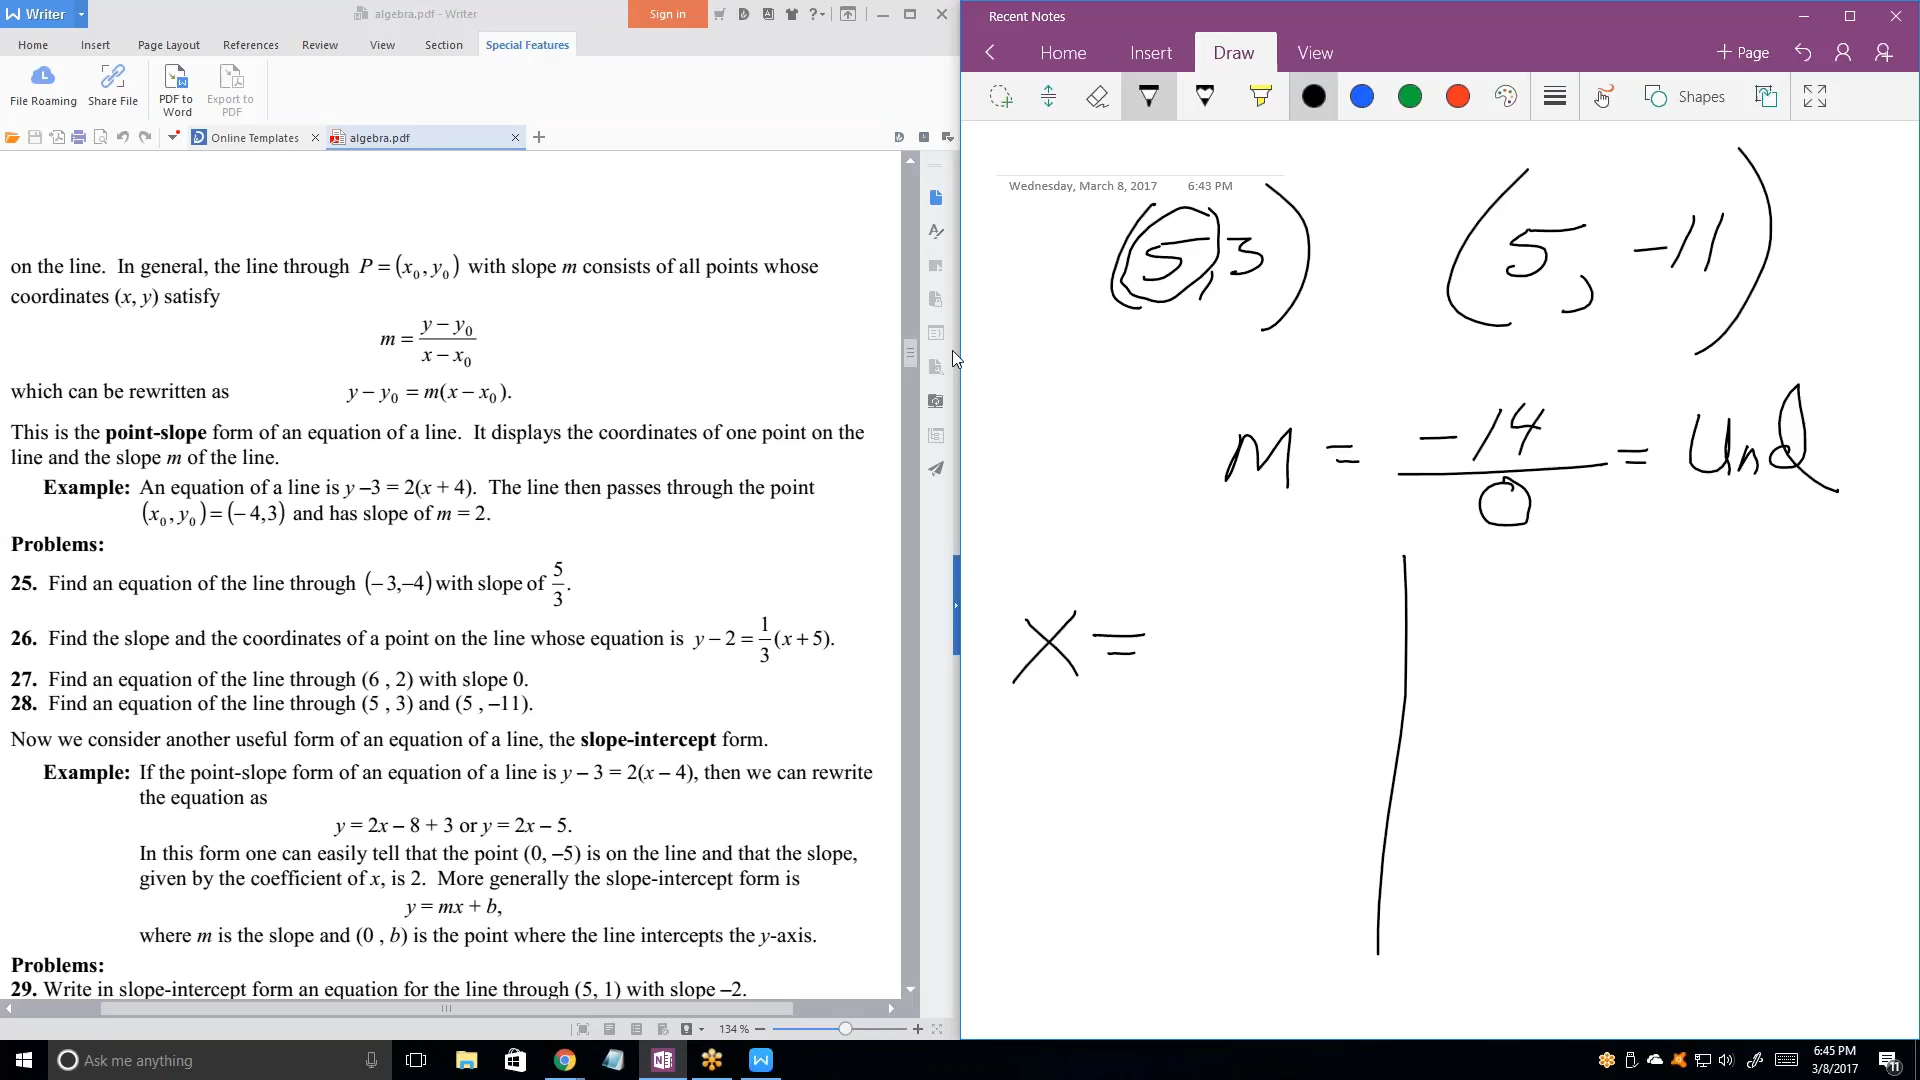 Writer
algebra.pdf - Writer
Sign in
Home Insert Page Layout References Review View Section Special Features
File Roaming Share File PDF to Word Export to PDF
Online Templates algebra.pdf
on the line. In general, the line through P = (x₀, y₀) with slope m consists of all points whose
coordinates (x, y) satisfy
m = (y − y₀)/(x − x₀)
which can be rewritten as y − y₀ = m(x − x₀).
This is the point-slope form of an equation of a line. It displays the coordinates of one point on the
line and the slope m of the line.
Example: An equation of a line is y –3 = 2(x + 4). The line then passes through the point
(x₀, y₀) = (− 4,3) and has slope of m = 2.
Problems:
25. Find an equation of the line through (− 3,−4) with slope of 5/3.
26. Find the slope and the coordinates of a point on the line whose equation is y − 2 = 1/3 (x + 5).
27. Find an equation of the line through (6 , 2) with slope 0.
28. Find an equation of the line through (5 , 3) and (5 , –11).
Now we consider another useful form of an equation of a line, the slope-intercept form.
Example: If the point-slope form of an equation of a line is y – 3 = 2(x – 4), then we can rewrite
the equation as
y = 2x – 8 + 3 or y = 2x – 5.
In this form one can easily tell that the point (0, –5) is on the line and that the slope,
given by the coefficient of x, is 2. More generally the slope-intercept form is
y = mx + b,
where m is the slope and (0 , b) is the point where the line intercepts the y-axis.
Problems:
29. Write in slope-intercept form an equation for the line through (5, 1) with slope –2.
134 %
Recent Notes
Home Insert Draw View
Page
Shapes
Wednesday, March 8, 2017 6:43 PM
(5, 3) (5, -11)
M = -14/0 = Und
X =
Ask me anything
6:45 PM
3/8/2017
11